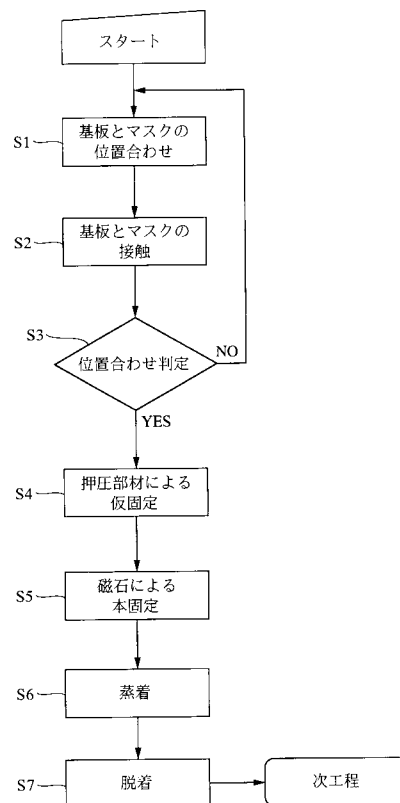 スタート
S1
基板とマスクの
位置合わせ
S2
基板とマスクの
接触
S3
位置合わせ判定
NO
YES
S4
押圧部材による
仮固定
S5
磁石による
本固定
S6
蒸着
S7
脱着
次工程